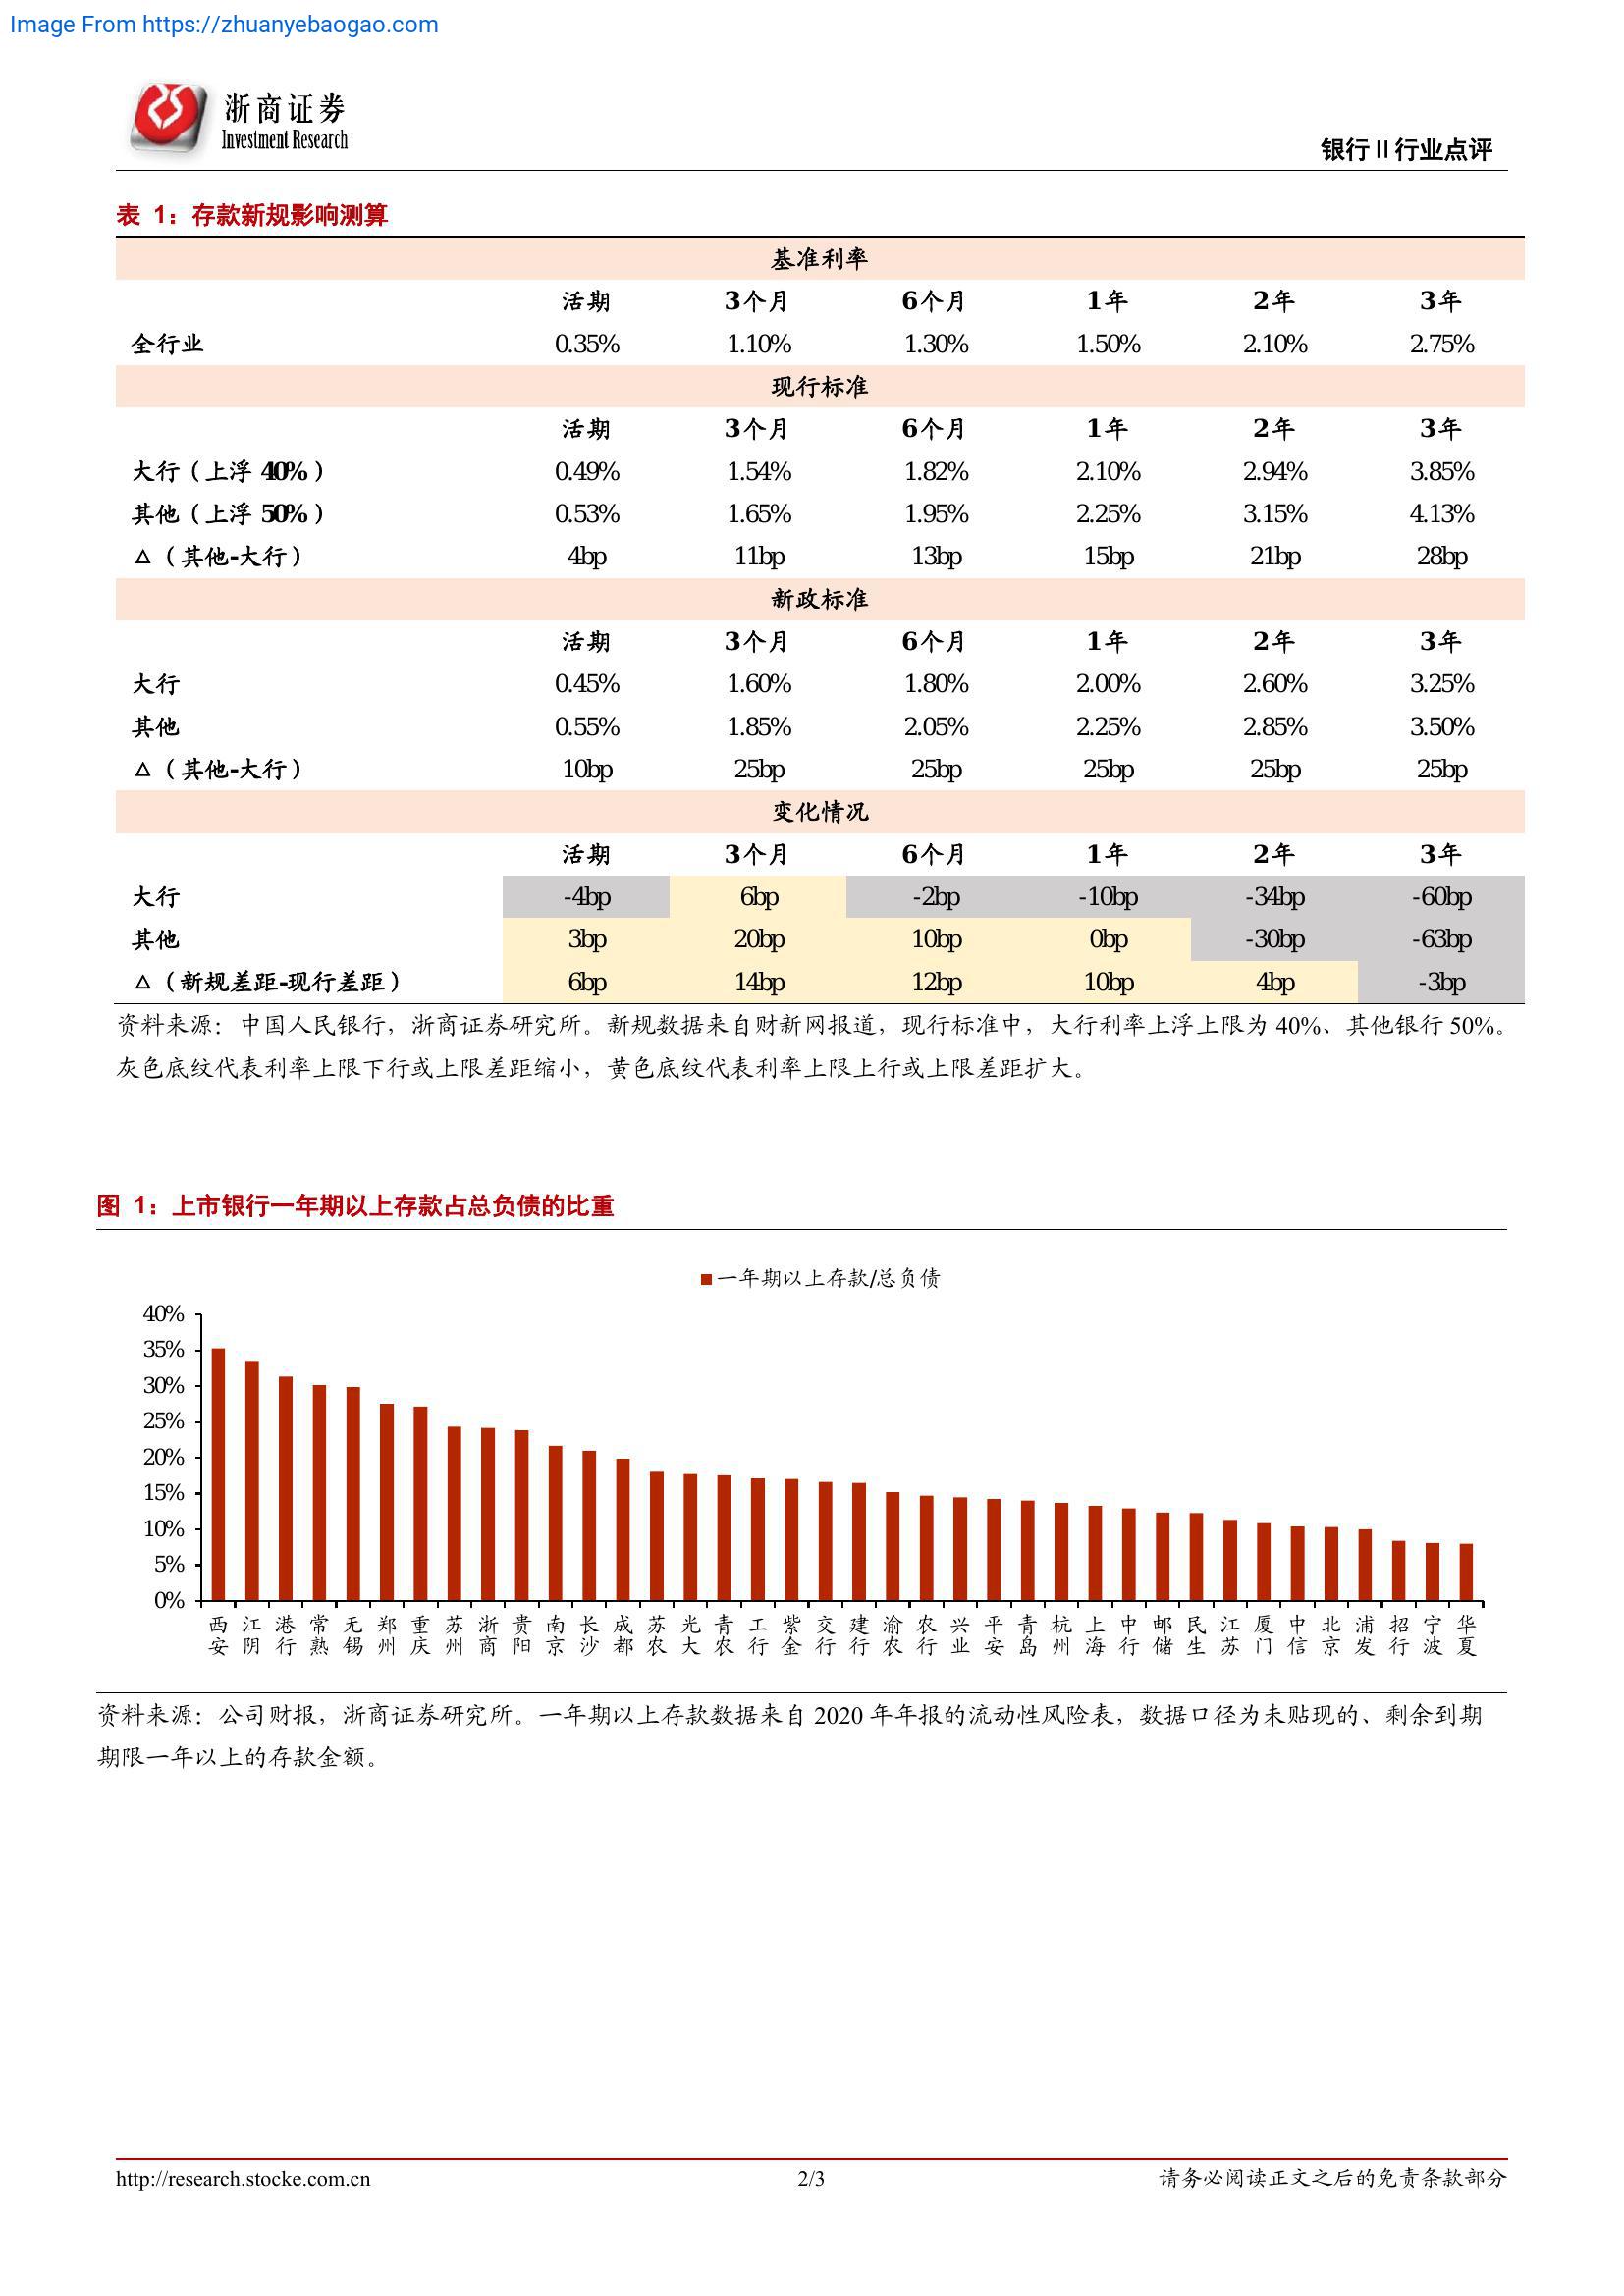 Image From https://zhuanyebaogao.com
浙商证券
Investment Research
银行Ⅱ行业点评
表 1：存款新规影响测算
基准利率
活期 3个月 6个月 1年 2年 3年
全行业 0.35% 1.10% 1.30% 1.50% 2.10% 2.75%
现行标准
活期 3个月 6个月 1年 2年 3年
大行（上浮 40%） 0.49% 1.54% 1.82% 2.10% 2.94% 3.85%
其他（上浮 50%） 0.53% 1.65% 1.95% 2.25% 3.15% 4.13%
△（其他-大行） 4bp 11bp 13bp 15bp 21bp 28bp
新政标准
活期 3个月 6个月 1年 2年 3年
大行 0.45% 1.60% 1.80% 2.00% 2.60% 3.25%
其他 0.55% 1.85% 2.05% 2.25% 2.85% 3.50%
△（其他-大行） 10bp 25bp 25bp 25bp 25bp 25bp
变化情况
活期 3个月 6个月 1年 2年 3年
大行 -4bp 6bp -2bp -10bp -34bp -60bp
其他 3bp 20bp 10bp 0bp -30bp -63bp
△（新规差距-现行差距） 6bp 14bp 12bp 10bp 4bp -3bp
资料来源：中国人民银行，浙商证券研究所。新规数据来自财新网报道，现行标准中，大行利率上浮上限为 40%、其他银行 50%。
灰色底纹代表利率上限下行或上限差距缩小，黄色底纹代表利率上限上行或上限差距扩大。
图 1：上市银行一年期以上存款占总负债的比重
一年期以上存款/总负债
40%
35%
30%
25%
20%
15%
10%
5%
0%
西安 江阴 港行 常熟 无锡 郑州 重庆 苏州 浙商 贵阳 南京 长沙 成都 苏农 光大 青农 工行 紫金 交行 建行 渝农 农行 兴业 平安 青岛 杭州 上海 中行 邮储 民生 江苏 厦门 中信 北京 浦发 招行 宁波 华夏
资料来源：公司财报，浙商证券研究所。一年期以上存款数据来自 2020 年年报的流动性风险表，数据口径为未贴现的、剩余到期
期限一年以上的存款金额。
http://research.stocke.com.cn 2/3 请务必阅读正文之后的免责条款部分